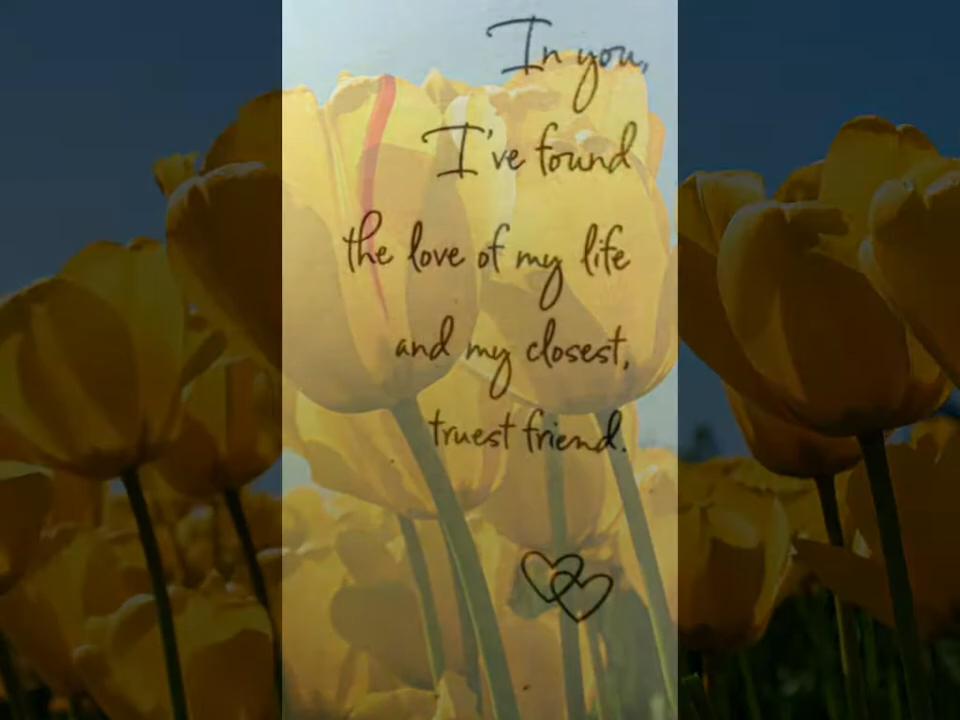 In you,
I've found
the love of my life
and my closest,
truest friend.